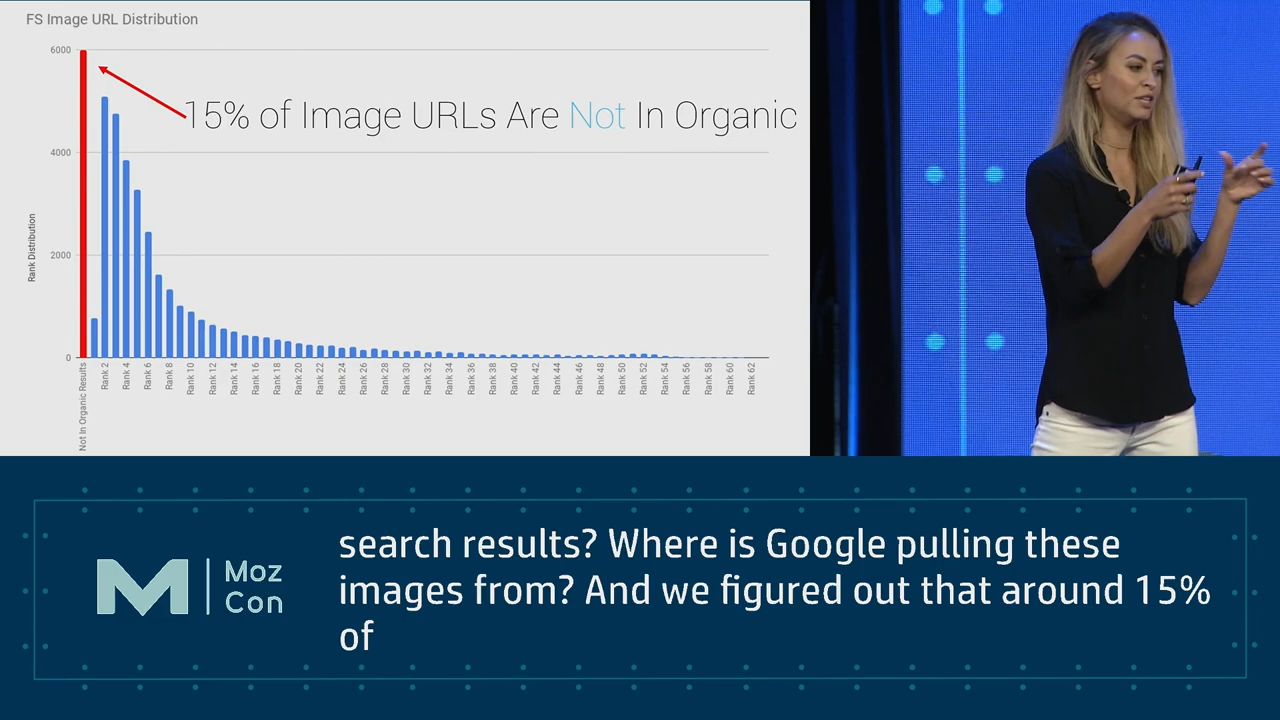 FS Image URL Distribution
6000
4000
2000
0
Rank Distribution
15% of Image URLs Are Not In Organic
Not In Organic Results
Rank 2
Rank 4
Rank 6
Rank 8
Rank 10
Rank 12
Rank 14
Rank 16
Rank 18
Rank 20
Rank 22
Rank 24
Rank 26
Rank 28
Rank 30
Rank 32
Rank 34
Rank 36
Rank 38
Rank 40
Rank 42
Rank 44
Rank 46
Rank 48
Rank 50
Rank 52
Rank 54
Rank 56
Rank 58
Rank 60
Rank 62
Moz
Con
search results? Where is Google pulling these
images from? And we figured out that around 15%
of